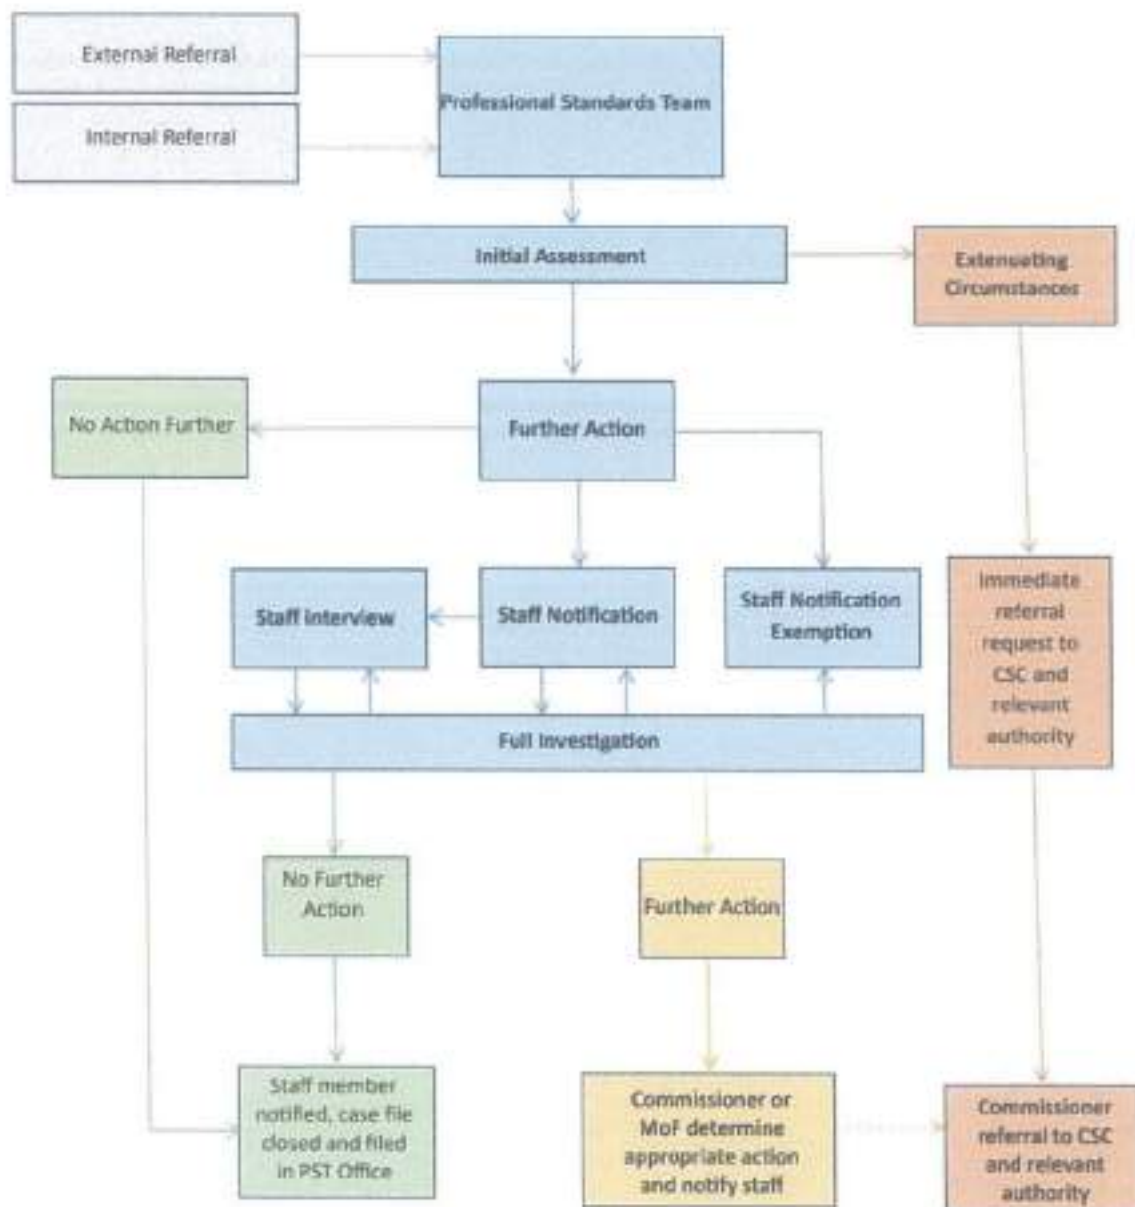 External Referral
Internal Referral
Professional Standards Team
Initial Assessment
Extenuating
Circumstances
No Action Further
Further Action
Staff Interview
Staff Notification
Staff Notification
Exemption
Immediate
referral
request to
CSC and
relevant
authority
Full Investigation
No Further
Action
Further Action
Staff member
notified, case file
closed and filed
in PST Office
Commissioner or
MoF determine
appropriate action
and notify staff
Commissioner
referral to CSC
and relevant
authority